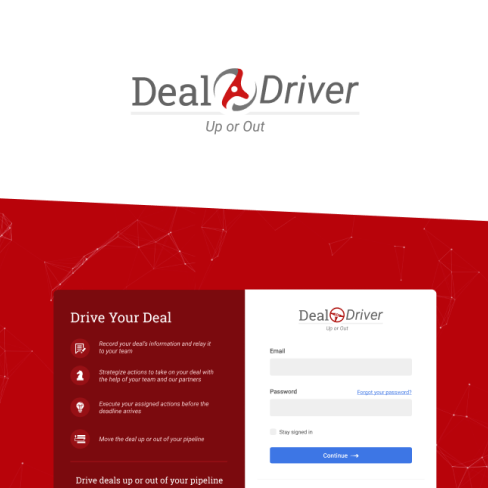 Deal Driver
Up or Out
Drive Your Deal
Record your deal's information and relay it
to your team
Strategize actions to take on your deal with
the help of your team and our partners
Execute your assigned actions before the
deadline arrives
Move the deal up or out of your pipeline
Drive deals up or out of your pipeline
Deal Driver
Up or Out
Email
Password
Forgot your password?
Stay signed in
Continue →